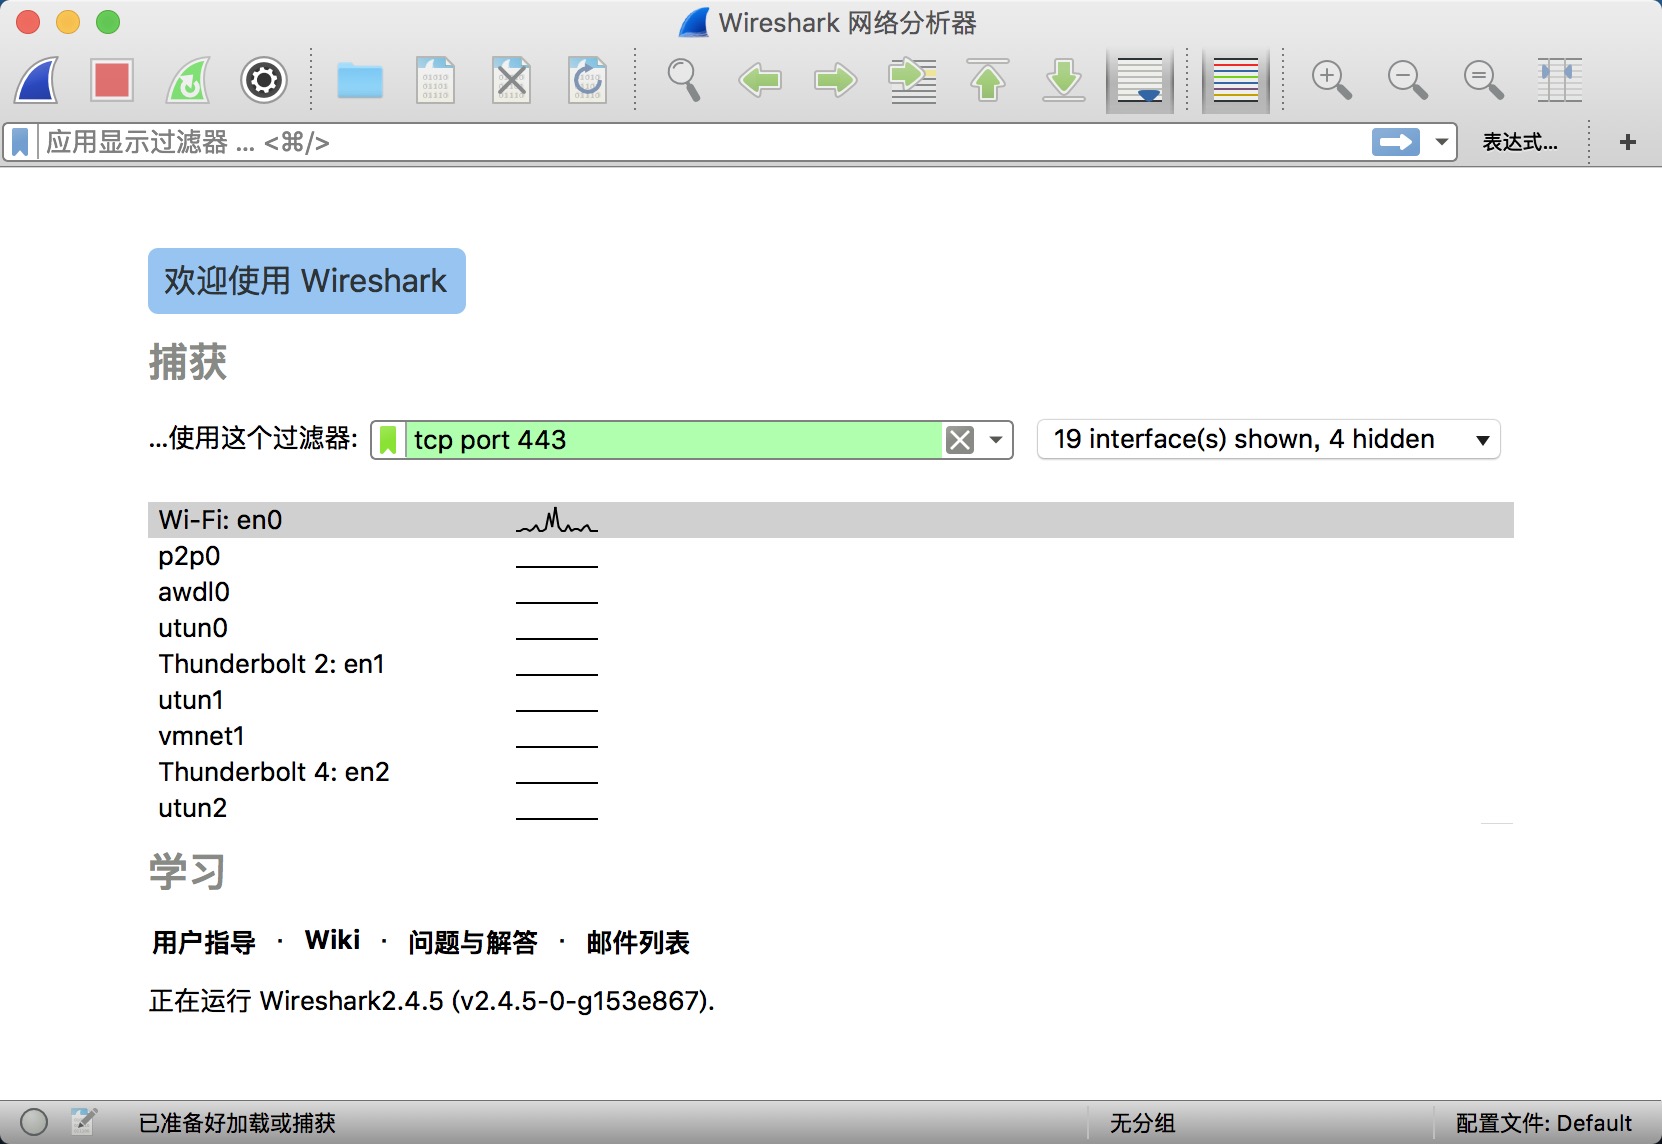 Wireshark 网络分析器
应用显示过滤器 ... <⌘/>
表达式...
+
欢迎使用 Wireshark
捕获
...使用这个过滤器: tcp port 443 19 interface(s) shown, 4 hidden
Wi-Fi: en0
p2p0
awdl0
utun0
Thunderbolt 2: en1
utun1
vmnet1
Thunderbolt 4: en2
utun2
学习
用户指导 · Wiki · 问题与解答 · 邮件列表
正在运行 Wireshark2.4.5 (v2.4.5-0-g153e867).
已准备好加载或捕获 无分组 配置文件: Default